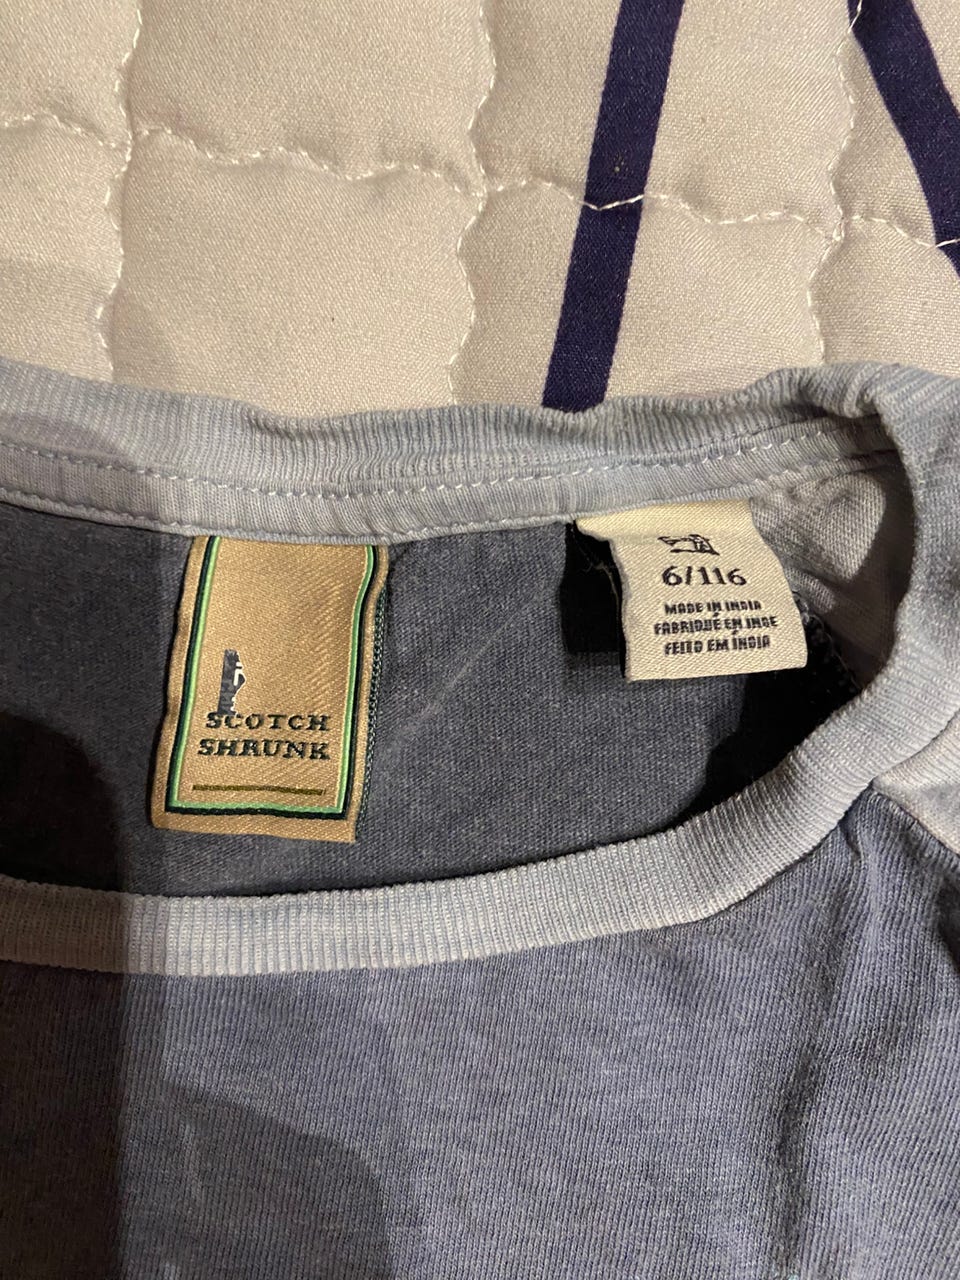 SCOTCH
SHRUNK
6/116
MADE IN INDIA
FABRIQUÉ EN INDE
FEITO EM ÍNDIA